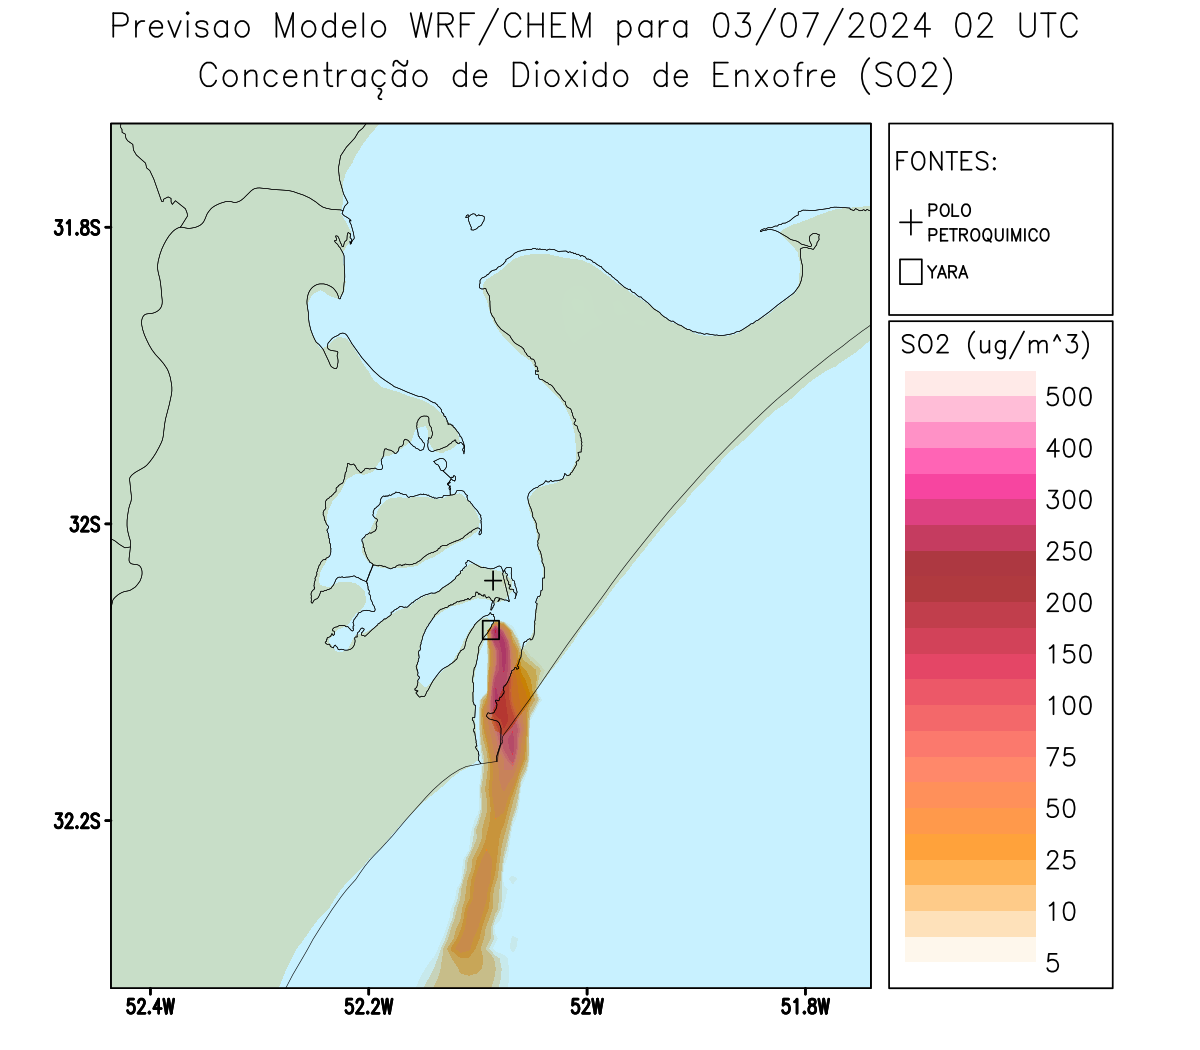 Previsao Modelo WRF/CHEM para 03/07/2024 02 UTC
Concentração de Dioxido de Enxofre (SO2)
31.8S
32S
32.2S
52.4W
52.2W
52W
51.8W
FONTES:
POLO
PETROQUIMICO
YARA
SO2 (ug/m^3)
500
400
300
250
200
150
100
75
50
25
10
5